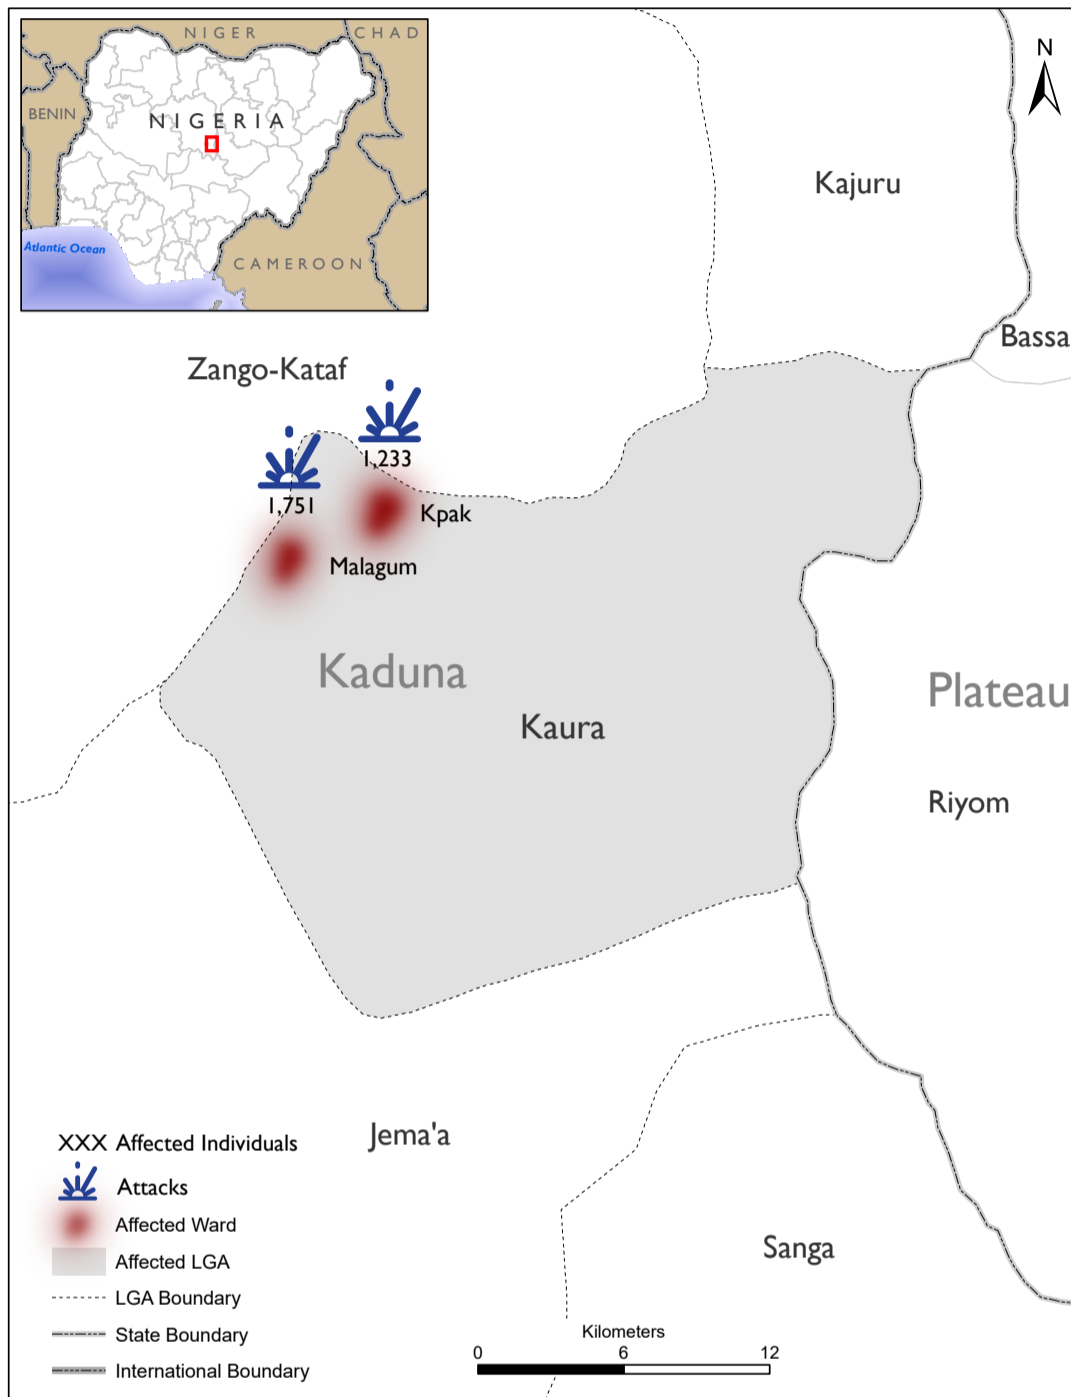 NIGER
CHAD
BENIN
NIGERIA
Atlantic Ocean
CAMEROON
N
Kajuru
Bassa
Zango-Kataf
1,233
1,751
Kpak
Malagum
Kaduna
Plateau
Kaura
Riyom
Jema'a
Sanga
XXX Affected Individuals
Attacks
Affected Ward
Affected LGA
LGA Boundary
State Boundary
International Boundary
Kilometers
0 6 12